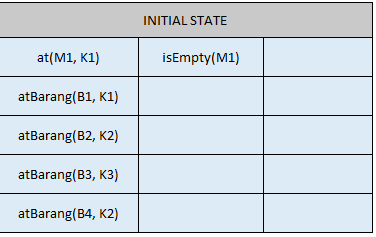 INITIAL STATE
at(M1, K1) isEmpty(M1)
atBarang(B1, K1)
atBarang(B2, K2)
atBarang(B3, K3)
atBarang(B4, K2)